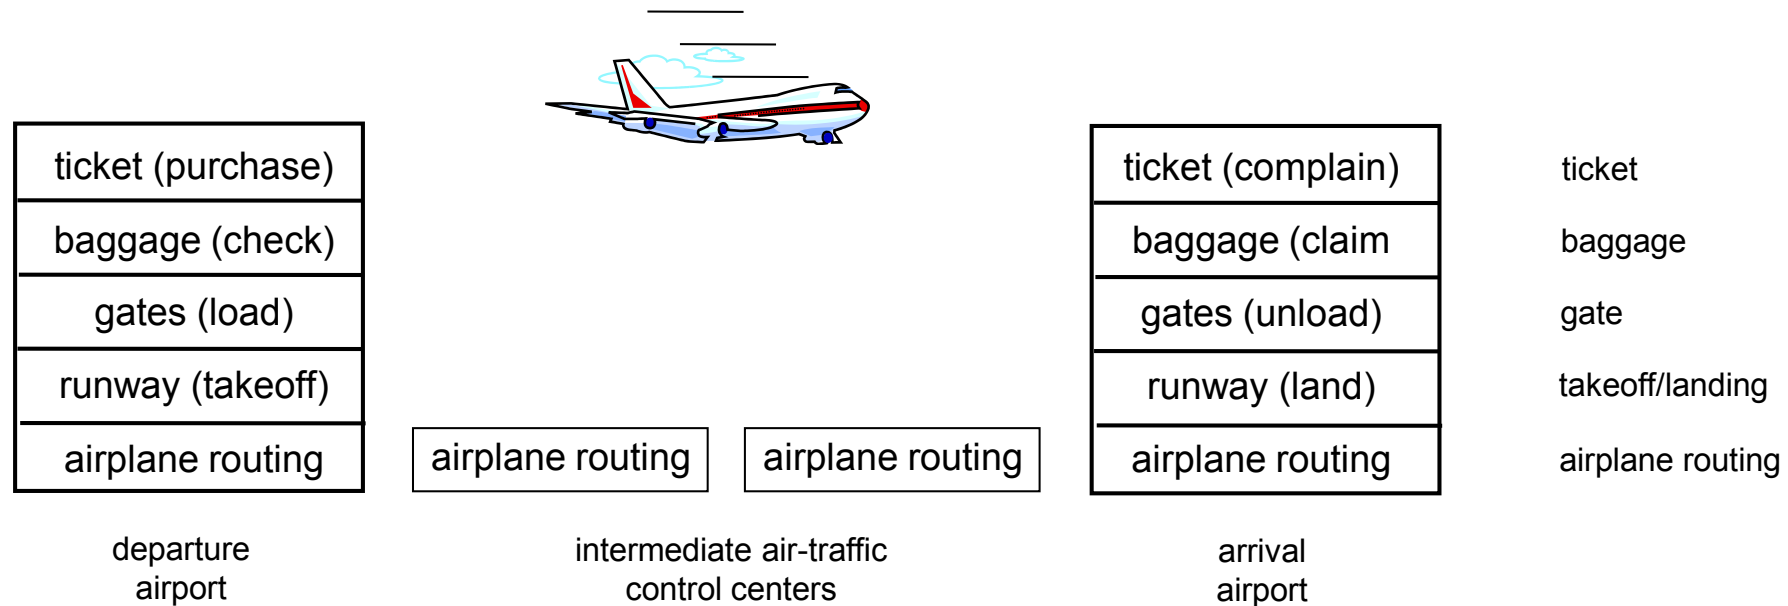 ticket (purchase)
baggage (check)
gates (load)
runway (takeoff)
airplane routing
departure
airport
airplane routing
airplane routing
intermediate air-traffic
control centers
ticket (complain)
baggage (claim
gates (unload)
runway (land)
airplane routing
arrival
airport
ticket
baggage
gate
takeoff/landing
airplane routing